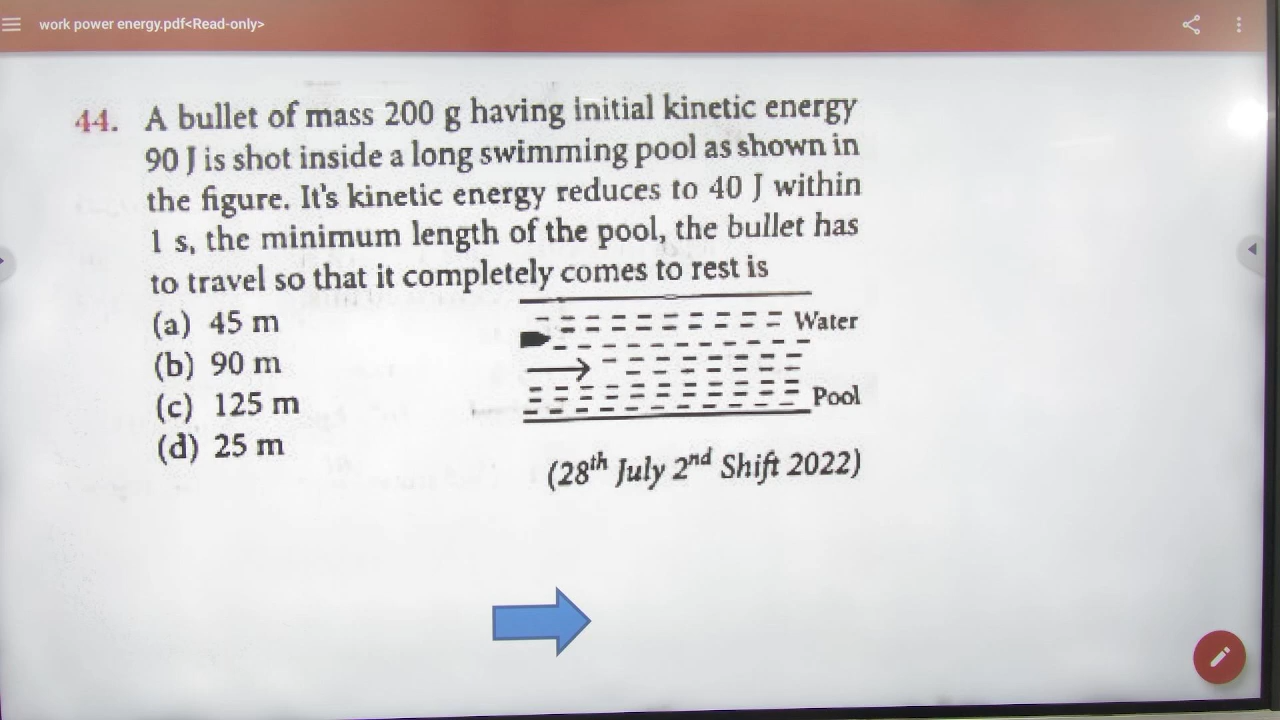 work power energy.pdf<Read-only>
44. A bullet of mass 200 g having initial kinetic energy
90 J is shot inside a long swimming pool as shown in
the figure. It's kinetic energy reduces to 40 J within
1 s, the minimum length of the pool, the bullet has
to travel so that it completely comes to rest is
(a) 45 m
(b) 90 m
(c) 125 m
(d) 25 m
Water
Pool
(28th July 2nd Shift 2022)